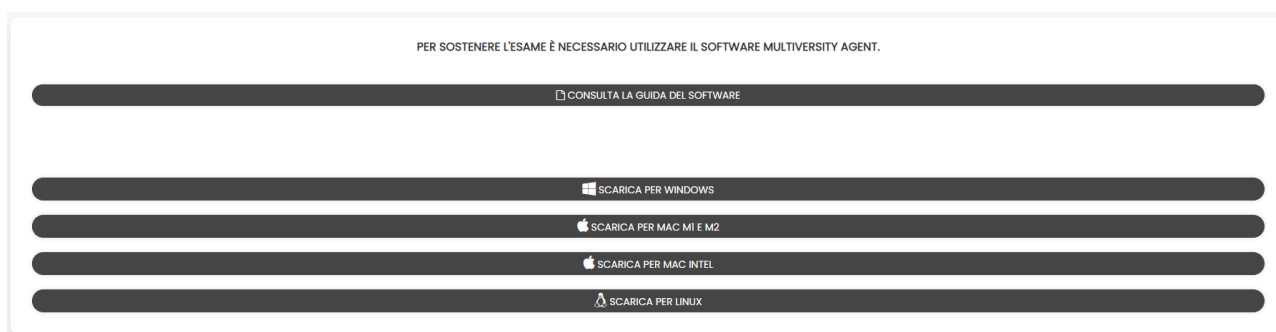 PER SOSTENERE L'ESAME È NECESSARIO UTILIZZARE IL SOFTWARE MULTIVERSITY AGENT.
CONSULTA LA GUIDA DEL SOFTWARE
SCARICA PER WINDOWS
SCARICA PER MAC M1 E M2
SCARICA PER MAC INTEL
SCARICA PER LINUX